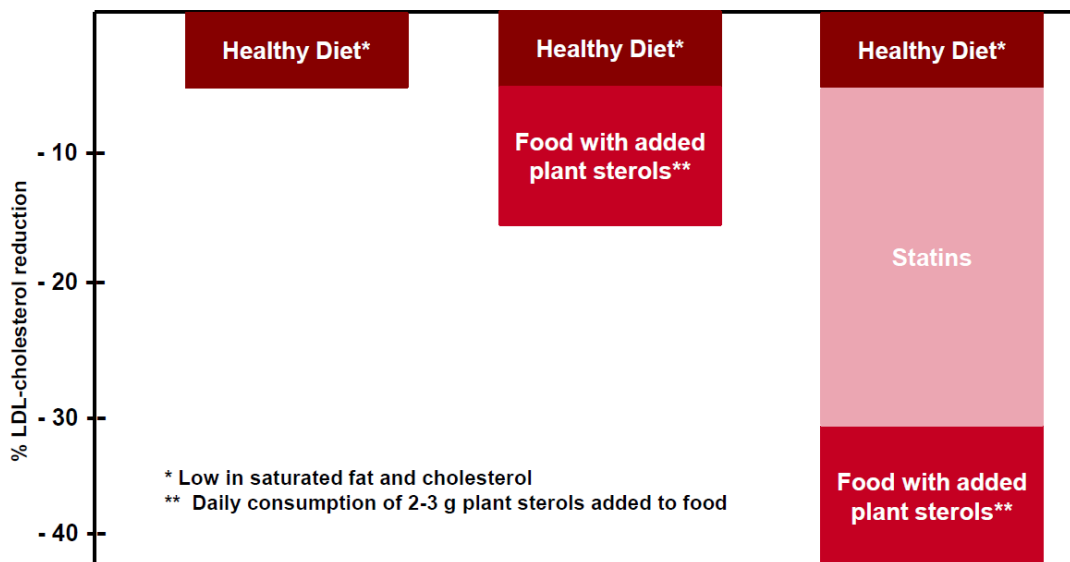 Healthy Diet*
Healthy Diet*
Healthy Diet*
Food with added
plant sterols**
Statins
Food with added
plant sterols**
- 10
- 20
- 30
- 40
% LDL-cholesterol reduction
* Low in saturated fat and cholesterol
** Daily consumption of 2-3 g plant sterols added to food